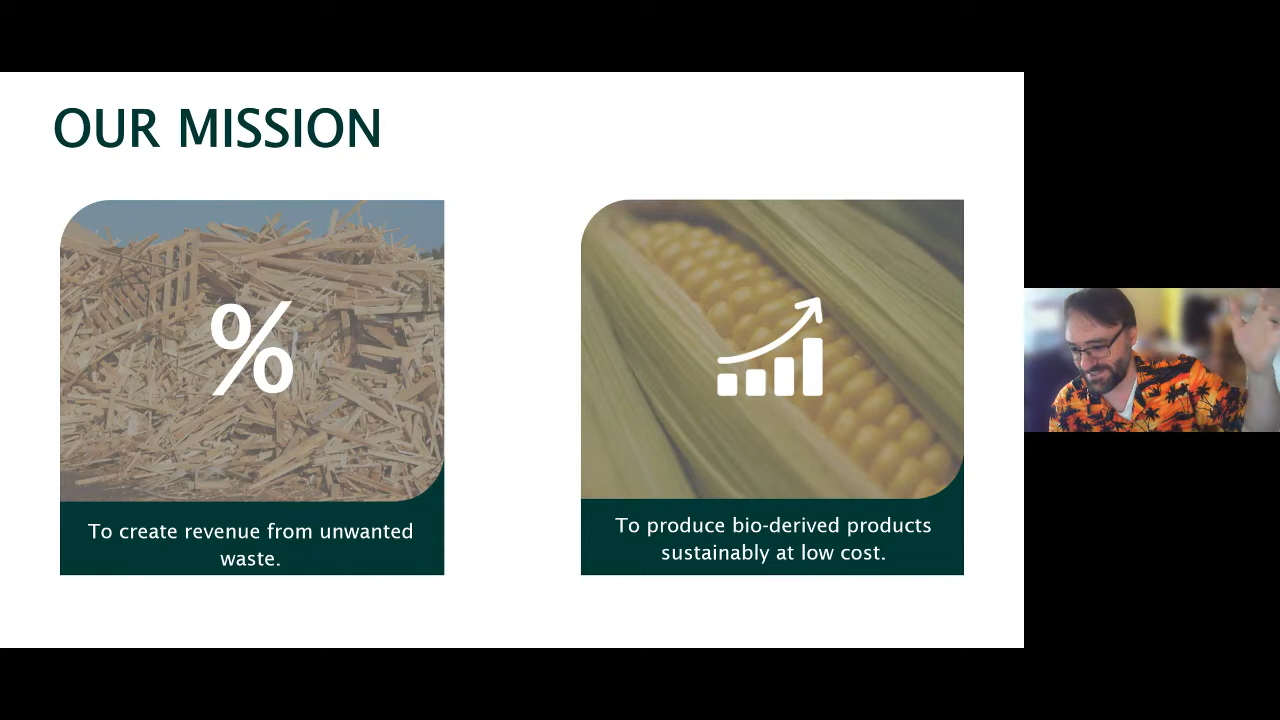 OUR MISSION
%
To create revenue from unwanted
waste.
To produce bio-derived products
sustainably at low cost.